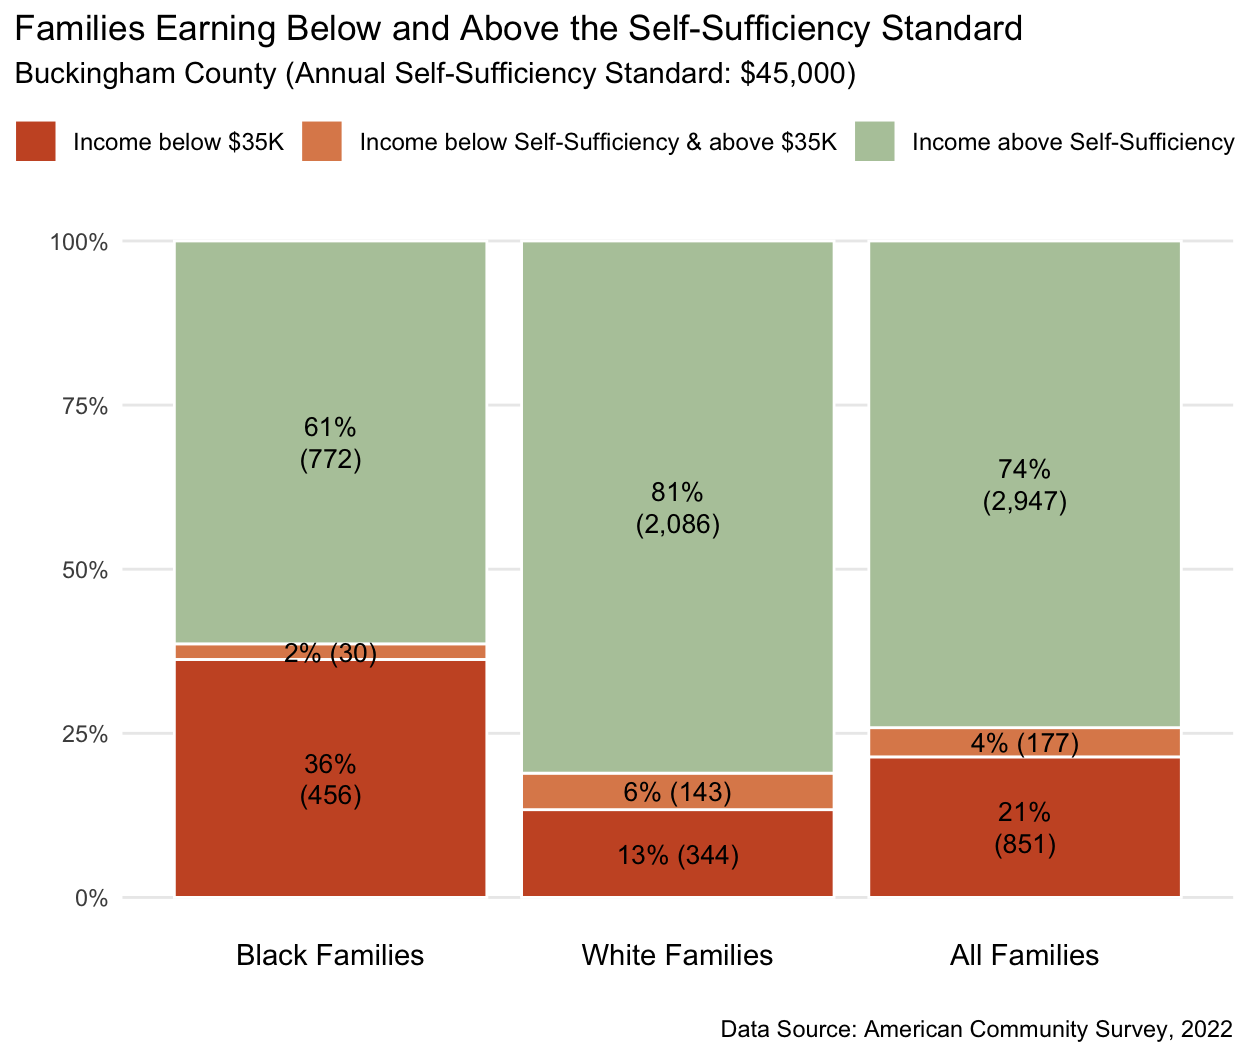 Families Earning Below and Above the Self-Sufficiency Standard
Buckingham County (Annual Self-Sufficiency Standard: $45,000)
Income below $35K
Income below Self-Sufficiency & above $35K
Income above Self-Sufficiency
100%
75%
50%
25%
0%
61%
(772)
2% (30)
36%
(456)
81%
(2,086)
6% (143)
13% (344)
74%
(2,947)
4% (177)
21%
(851)
Black Families
White Families
All Families
Data Source: American Community Survey, 2022